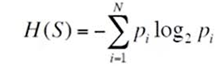 H(S) = -∑_{i=1}^{N} p_i log_2 p_i